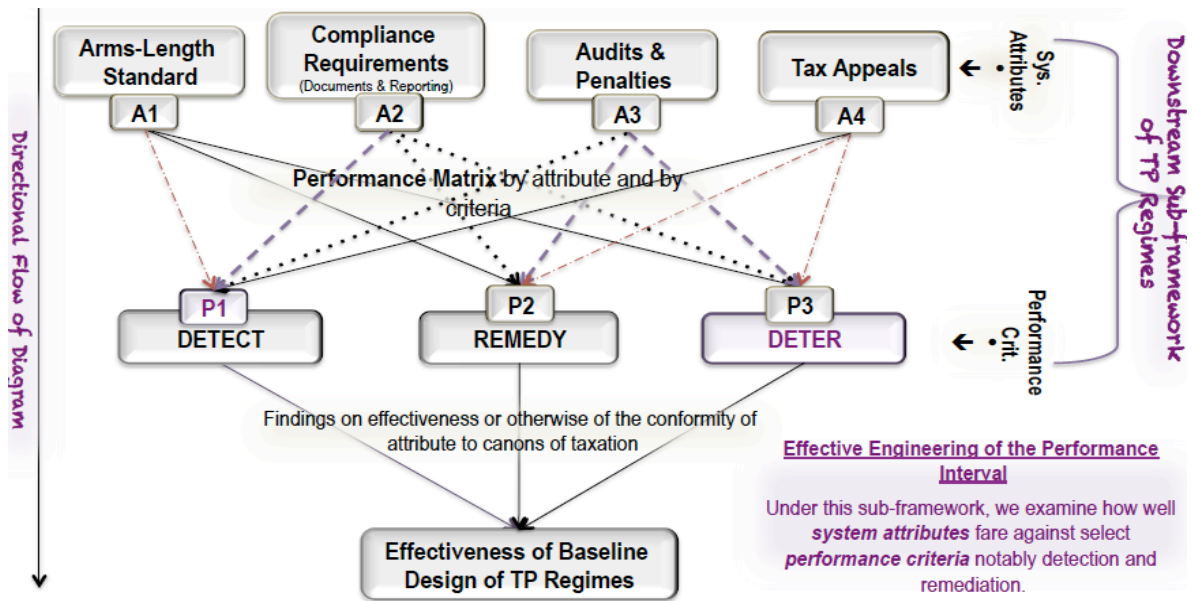 Arms-Length
Standard
A1
Compliance
Requirements
(Documents & Reporting)
A2
Audits &
Penalties
A3
Tax Appeals
A4
Sys.
Attributes
Performance Matrix by attribute and by
criteria
P1
DETECT
P2
REMEDY
P3
DETER
Performance
Crit.
Downstream Sub-framework
of TP Regimes
Directional Flow of Diagram
Findings on effectiveness or otherwise of the conformity of
attribute to canons of taxation
Effectiveness of Baseline
Design of TP Regimes
Effective Engineering of the Performance
Interval
Under this sub-framework, we examine how well
system attributes fare against select
performance criteria notably detection and
remediation.